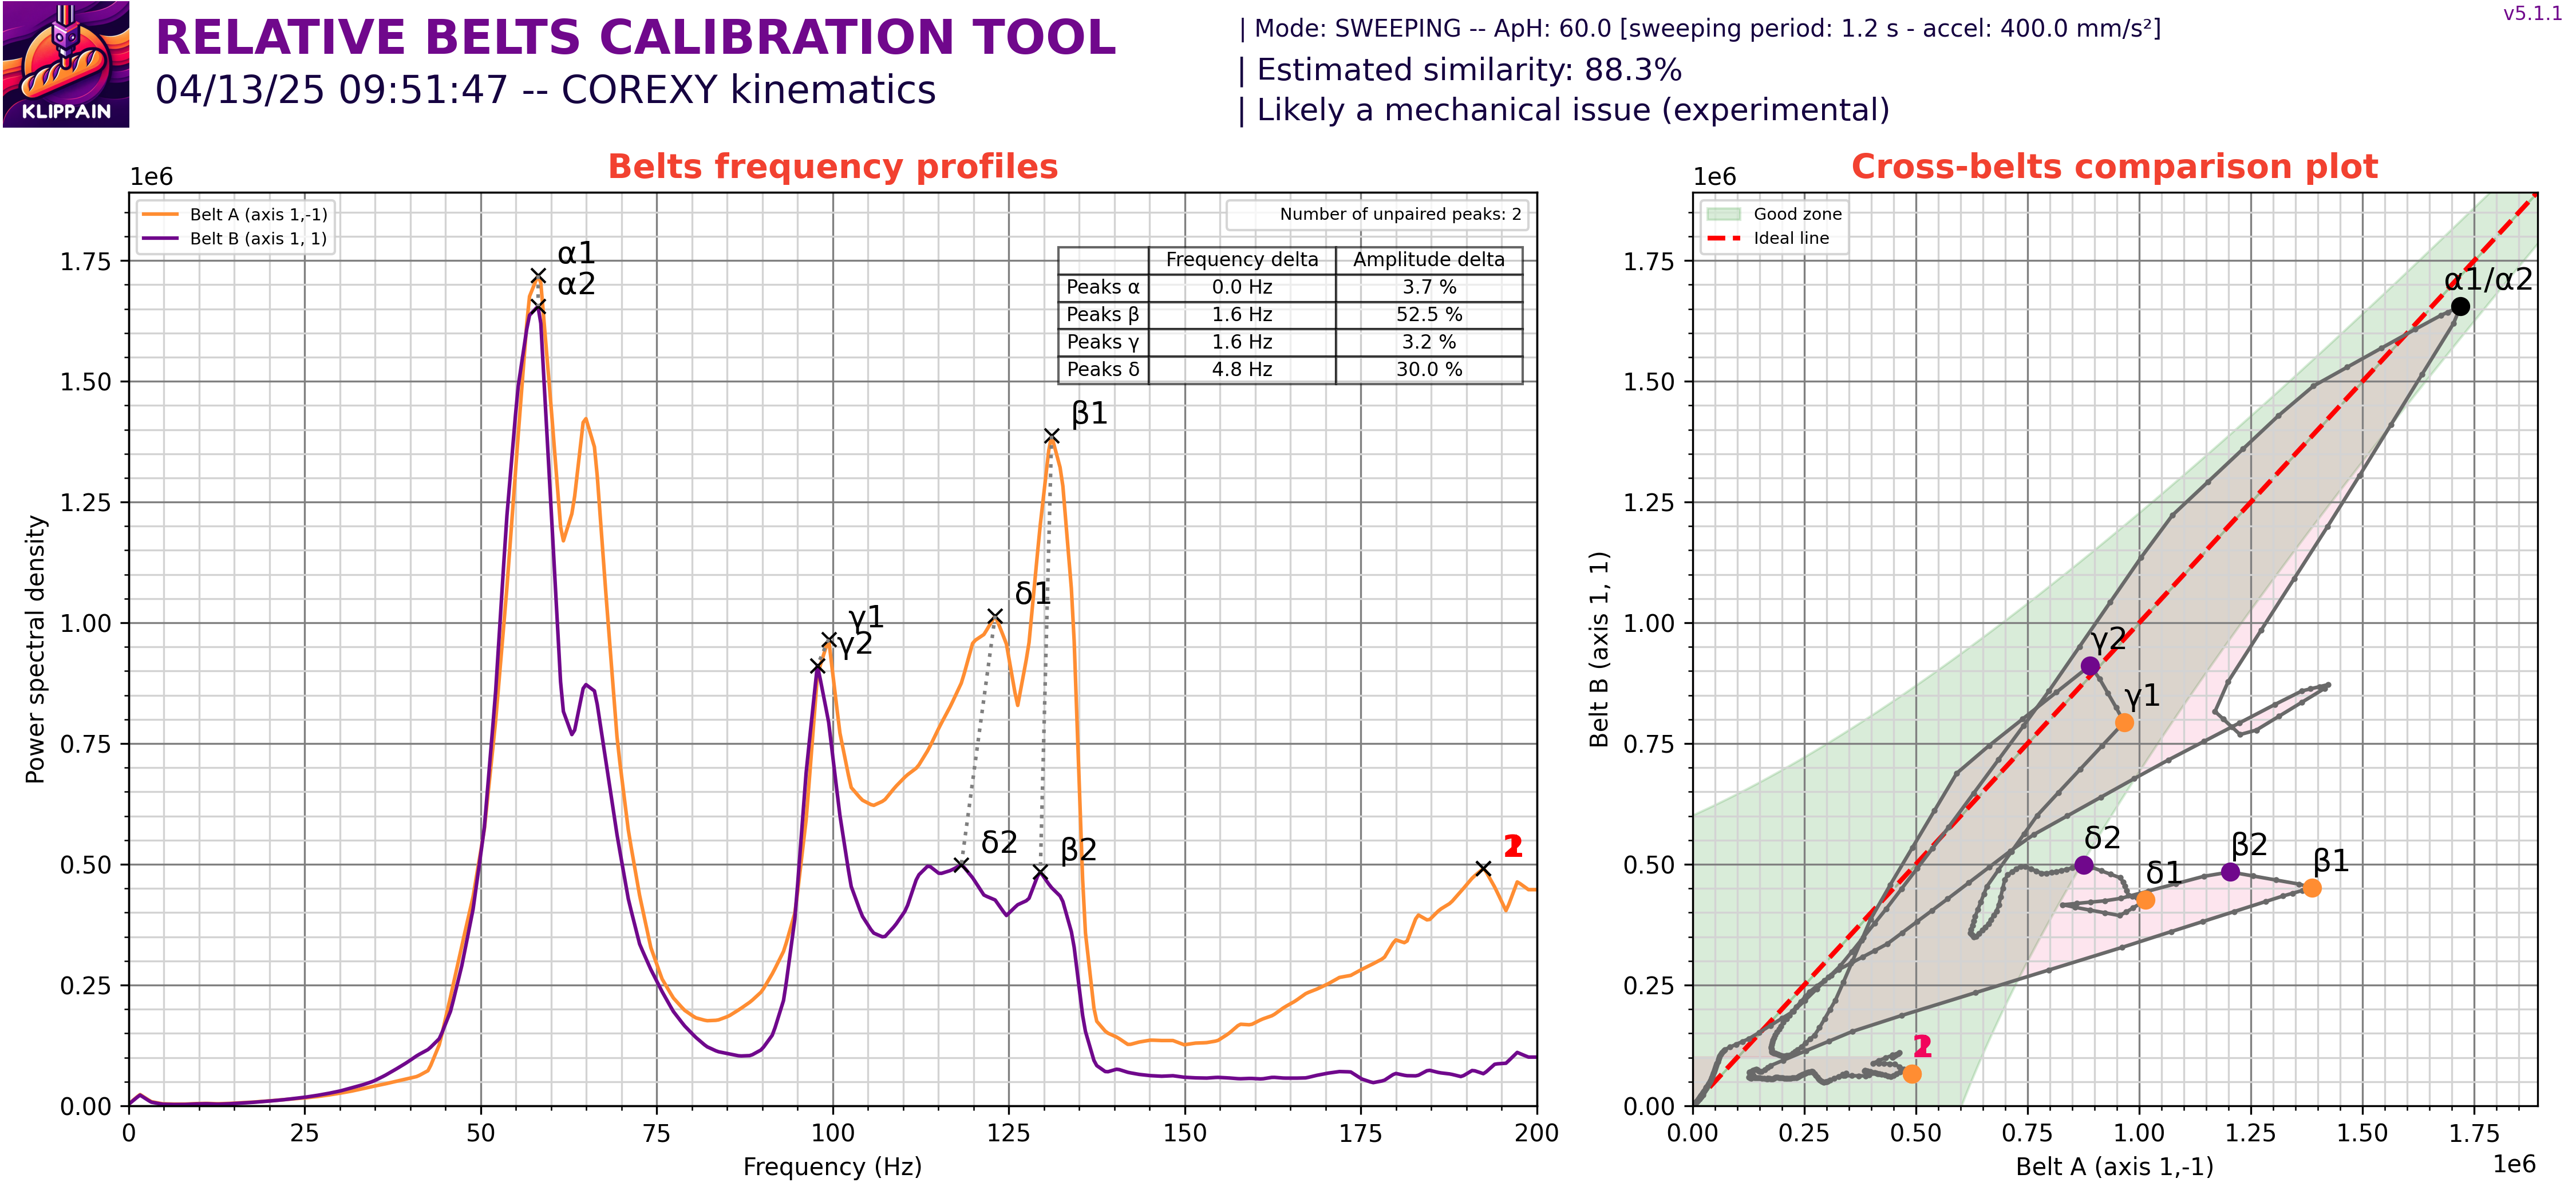 KLIPPAIN
RELATIVE BELTS CALIBRATION TOOL
04/13/25 09:51:47 -- COREXY kinematics
| Mode: SWEEPING -- ApH: 60.0 [sweeping period: 1.2 s - accel: 400.0 mm/s²]
| Estimated similarity: 88.3%
| Likely a mechanical issue (experimental)
v5.1.1
Belts frequency profiles
1e6
Belt A (axis 1,-1)
Belt B (axis 1, 1)
Number of unpaired peaks: 2
Frequency delta Amplitude delta
Peaks α 0.0 Hz 3.7 %
Peaks β 1.6 Hz 52.5 %
Peaks γ 1.6 Hz 3.2 %
Peaks δ 4.8 Hz 30.0 %
α1
α2
β1
δ1
γ1
γ2
δ2
β2
Power spectral density
1.75
1.50
1.25
1.00
0.75
0.50
0.25
0.00
0 25 50 75 100 125 150 175 200
Frequency (Hz)
Cross-belts comparison plot
1e6
Good zone
Ideal line
α1/α2
γ2
γ1
δ2
δ1
β2
β1
Belt B (axis 1, 1)
1.75
1.50
1.25
1.00
0.75
0.50
0.25
0.00
0.00 0.25 0.50 0.75 1.00 1.25 1.50 1.75
Belt A (axis 1,-1)
1e6